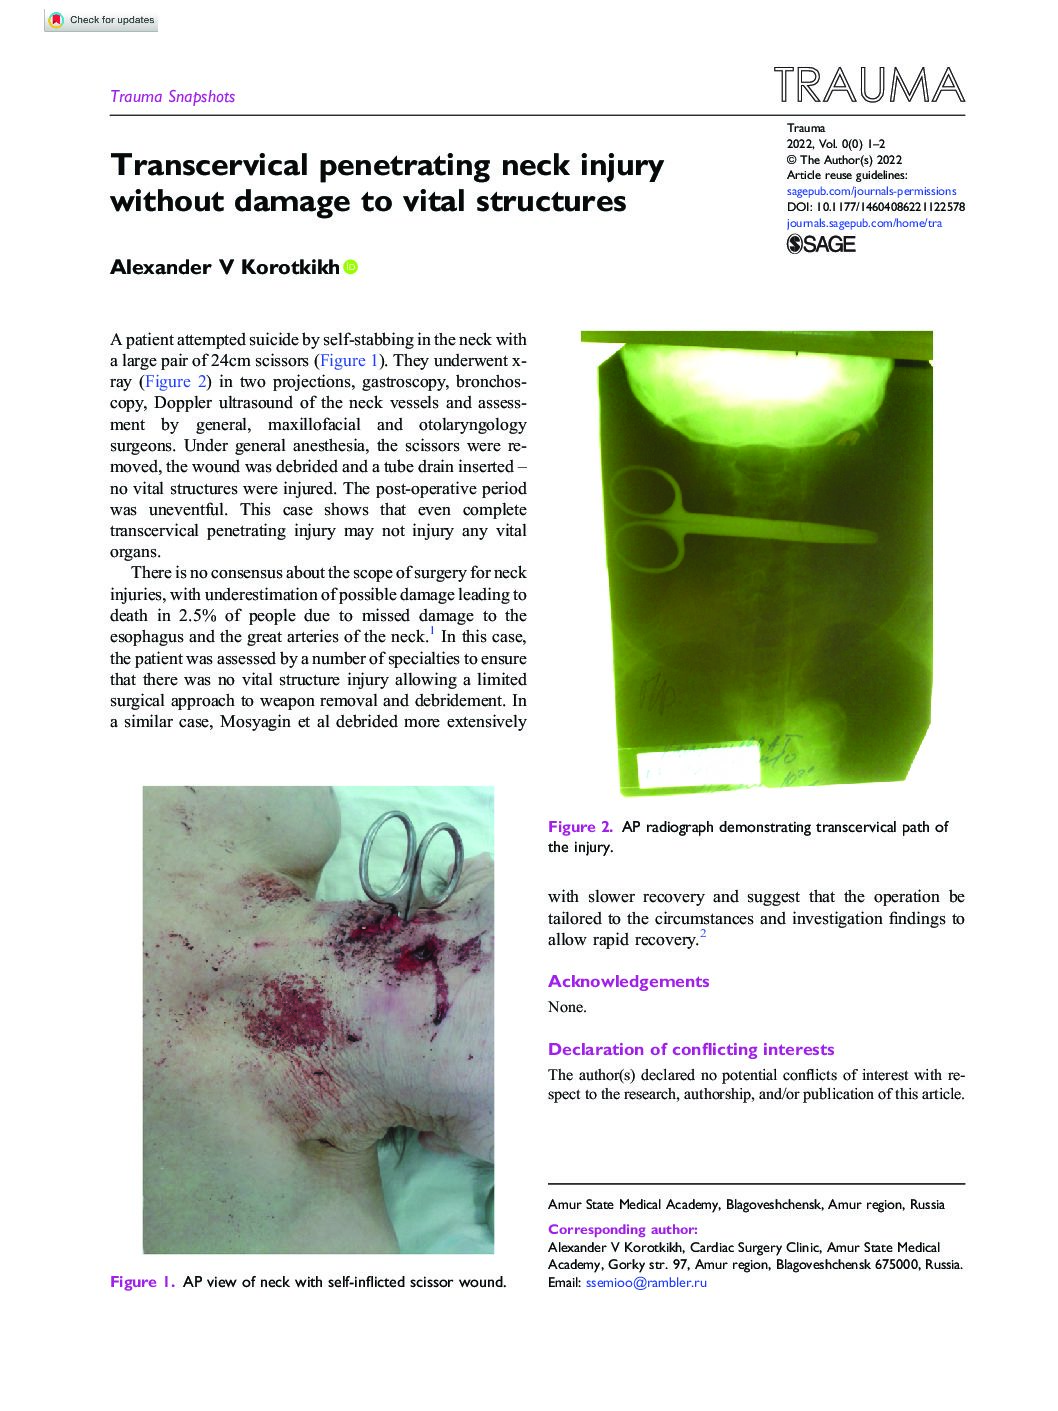 Check for updates
Trauma Snapshots
TRAUMA
Trauma
2022, Vol. 0(0) 1–2
© The Author(s) 2022
Article reuse guidelines:
sagepub.com/journals-permissions
DOI: 10.1177/14604086221122578
journals.sagepub.com/home/tra
SAGE
Transcervical penetrating neck injury
without damage to vital structures
Alexander V Korotkikh
A patient attempted suicide by self-stabbing in the neck with
a large pair of 24cm scissors (Figure 1). They underwent x-
ray (Figure 2) in two projections, gastroscopy, bronchos-
copy, Doppler ultrasound of the neck vessels and assess-
ment by general, maxillofacial and otolaryngology
surgeons. Under general anesthesia, the scissors were re-
moved, the wound was debrided and a tube drain inserted –
no vital structures were injured. The post-operative period
was uneventful. This case shows that even complete
transcervical penetrating injury may not injury any vital
organs.
There is no consensus about the scope of surgery for neck
injuries, with underestimation of possible damage leading to
death in 2.5% of people due to missed damage to the
esophagus and the great arteries of the neck.1 In this case,
the patient was assessed by a number of specialties to ensure
that there was no vital structure injury allowing a limited
surgical approach to weapon removal and debridement. In
a similar case, Mosyagin et al debrided more extensively
Figure 1. AP view of neck with self-inflicted scissor wound.
Figure 2. AP radiograph demonstrating transcervical path of
the injury.
with slower recovery and suggest that the operation be
tailored to the circumstances and investigation findings to
allow rapid recovery.2
Acknowledgements
None.
Declaration of conflicting interests
The author(s) declared no potential conflicts of interest with re-
spect to the research, authorship, and/or publication of this article.
Amur State Medical Academy, Blagoveshchensk, Amur region, Russia
Corresponding author:
Alexander V Korotkikh, Cardiac Surgery Clinic, Amur State Medical
Academy, Gorky str. 97, Amur region, Blagoveshchensk 675000, Russia.
Email: ssemioo@rambler.ru